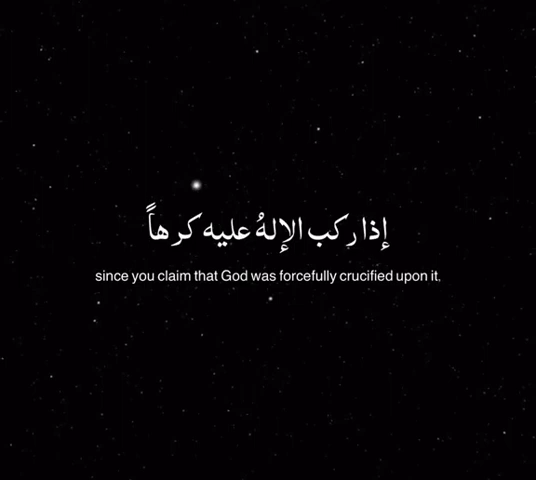 إذا ركب الإلهُ عليه كرهاً
since you claim that God was forcefully crucified upon it,